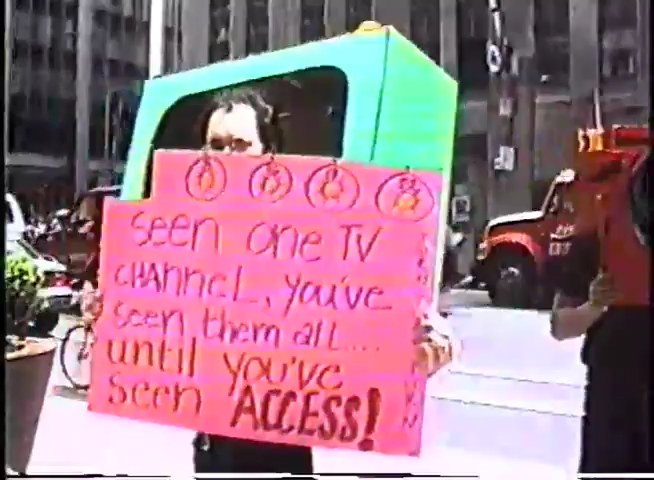 Seen one TV
CHANNEL, you've
seen them all....
until you've
seen ACCESS!